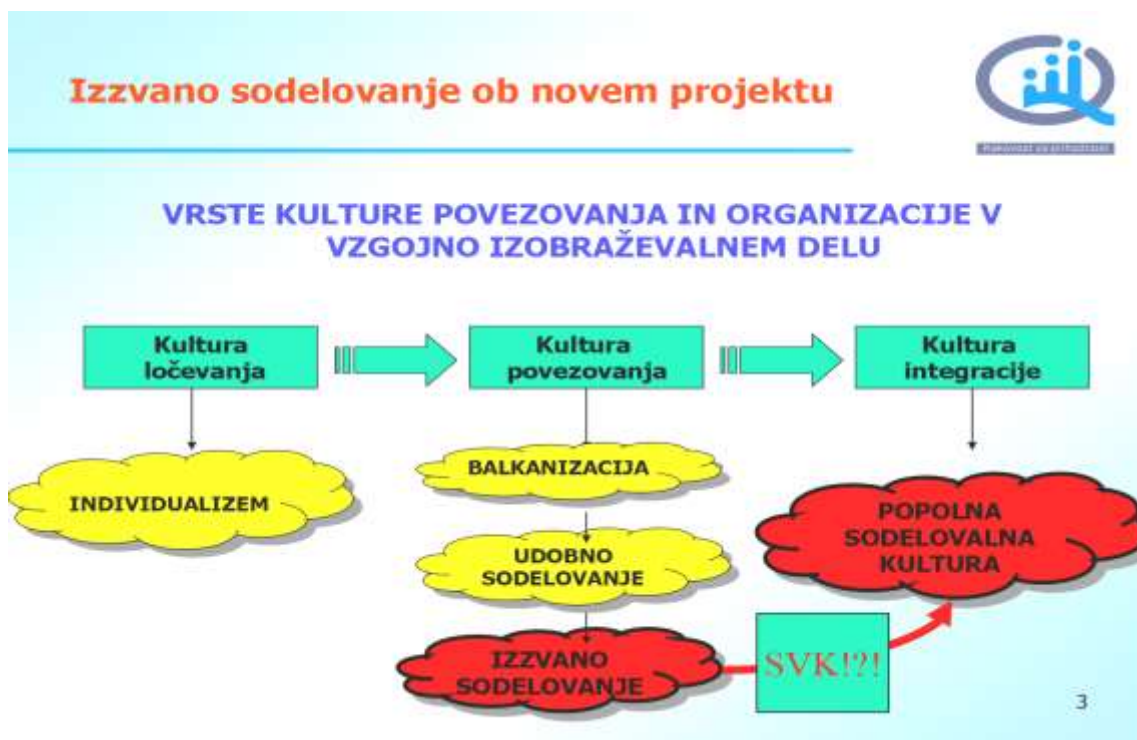 Izzvano sodelovanje ob novem projektu
VRSTE KULTURE POVEZOVANJA IN ORGANIZACIJE V
VZGOJNO IZOBRAŽEVALNEM DELU
Kultura
ločevanja
Kultura
povezovanja
Kultura
integracije
INDIVIDUALIZEM
BALKANIZACIJA
UDOBNO
SODELOVANJE
IZZVANO
SODELOVANJE
POPOLNA
SODELOVALNA
KULTURA
SVK!?!
3